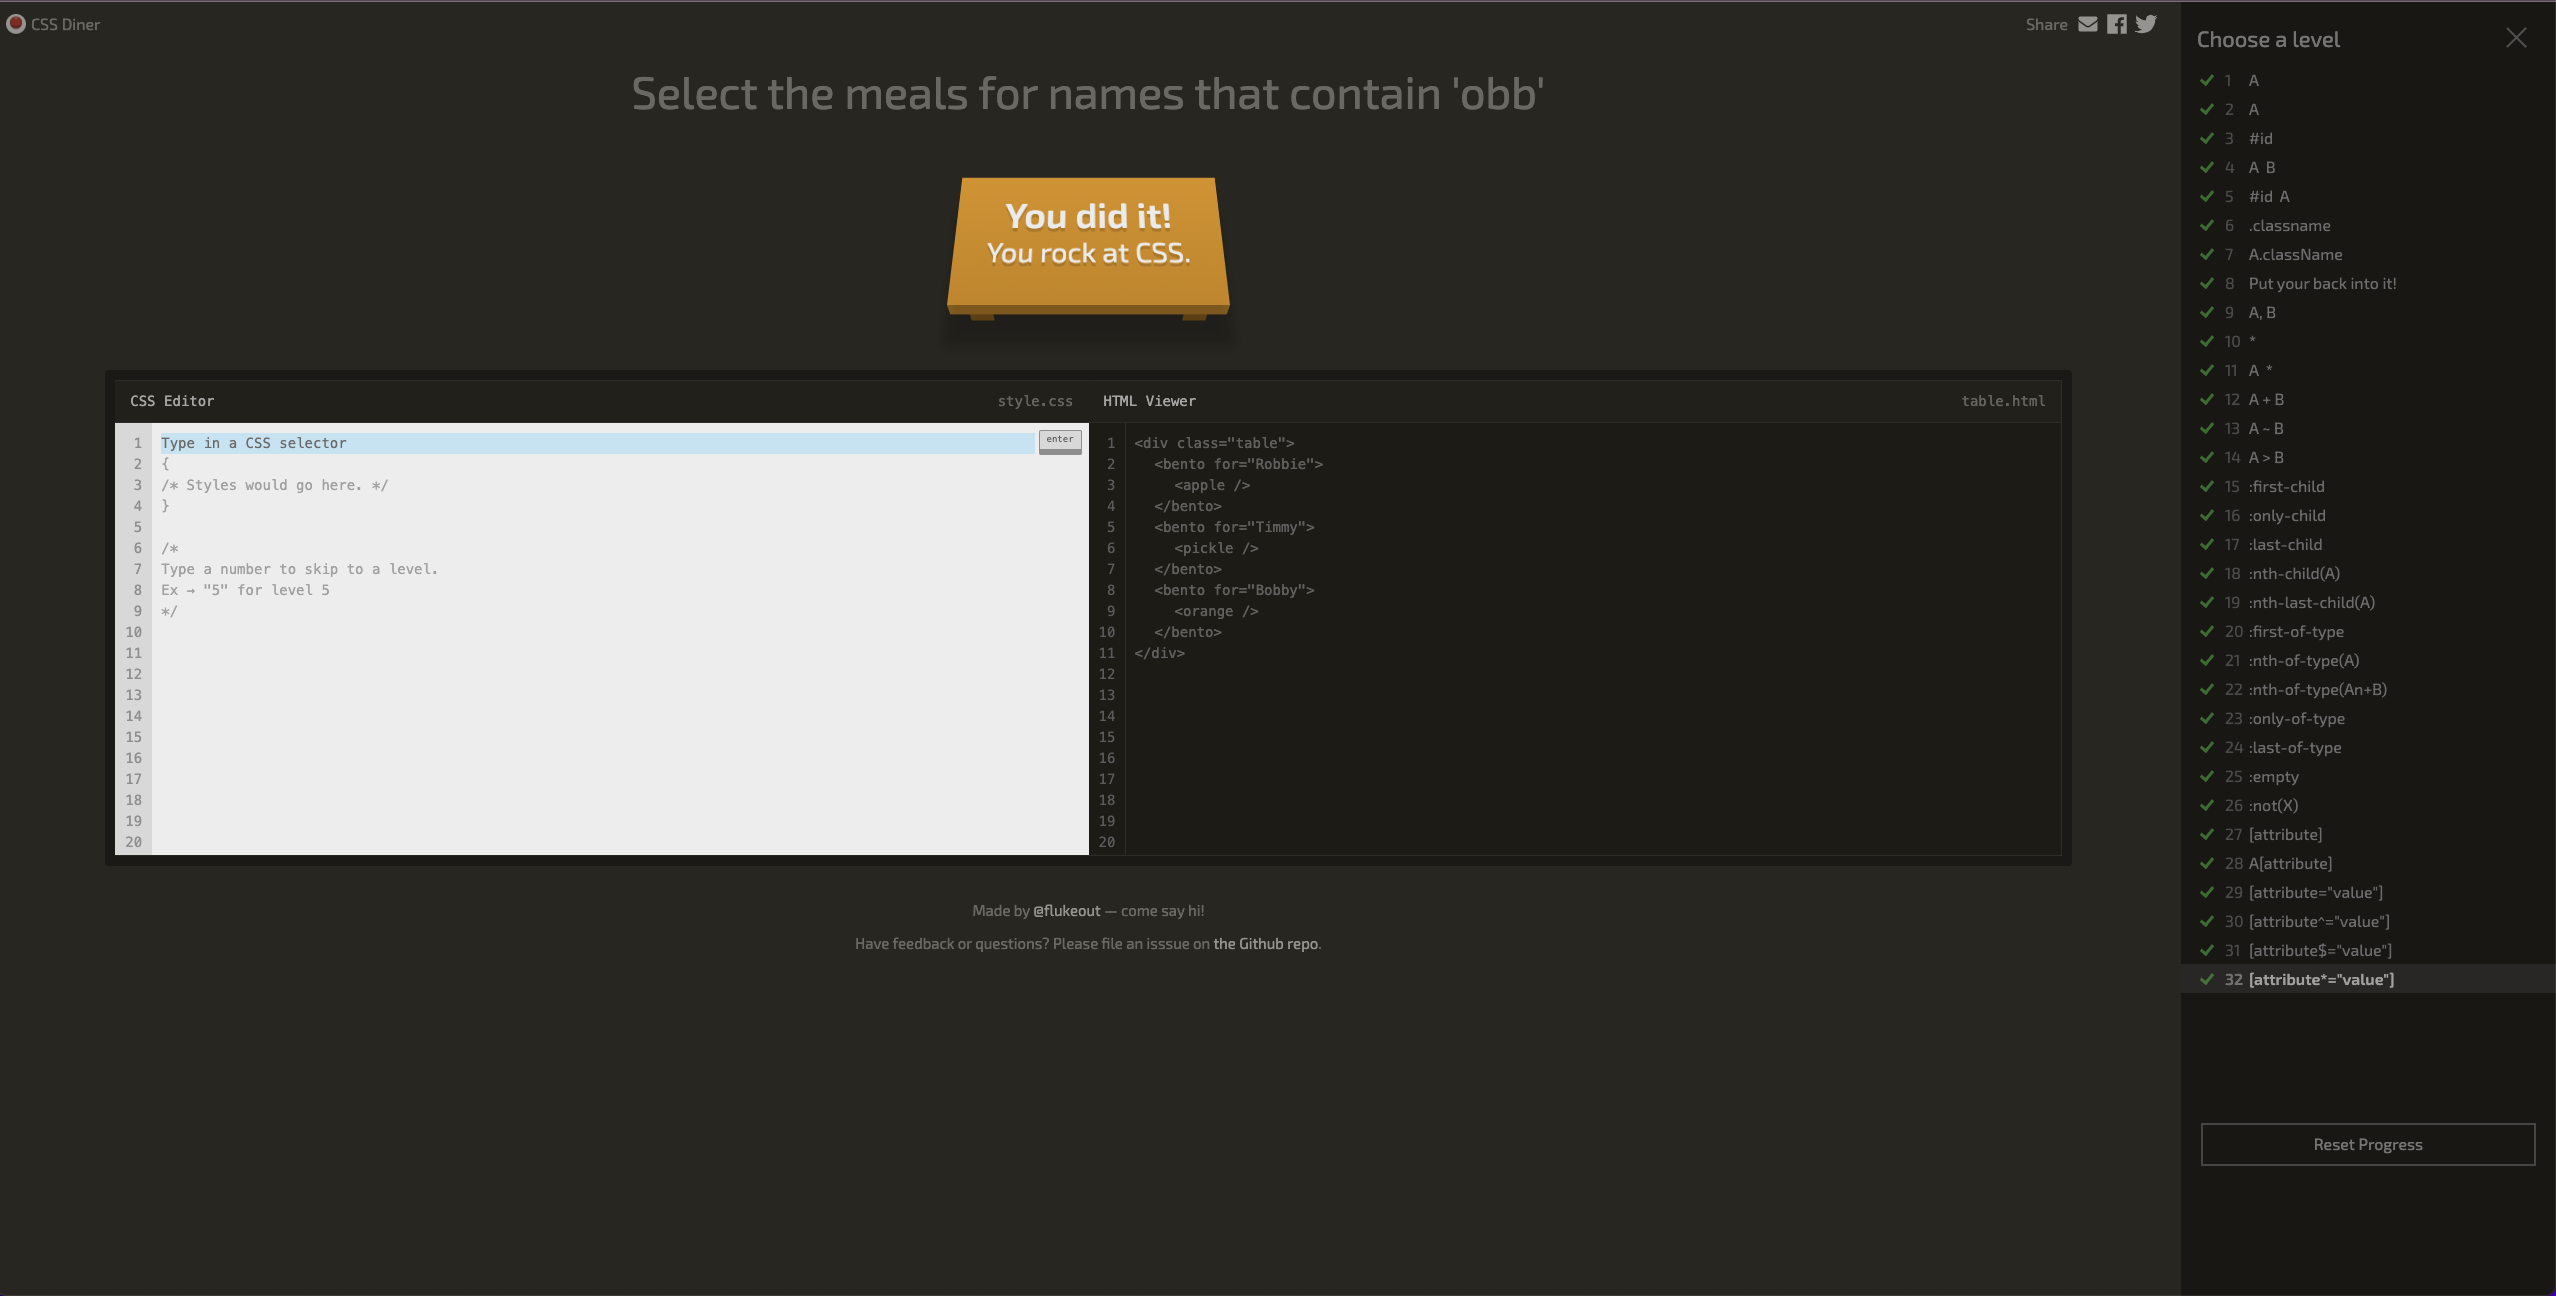 CSS Diner
Share
Select the meals for names that contain 'obb'
You did it!
You rock at CSS.
CSS Editor style.css
1 Type in a CSS selector enter
2 {
3 /* Styles would go here. */
4 }
5
6 /*
7 Type a number to skip to a level.
8 Ex → "5" for level 5
9 */
10
11
12
13
14
15
16
17
18
19
20
HTML Viewer table.html
1 <div class="table">
2 <bento for="Robbie">
3 <apple />
4 </bento>
5 <bento for="Timmy">
6 <pickle />
7 </bento>
8 <bento for="Bobby">
9 <orange />
10 </bento>
11 </div>
12
13
14
15
16
17
18
19
20
Made by @flukeout — come say hi!
Have feedback or questions? Please file an isssue on the Github repo.
Choose a level
1 A
2 A
3 #id
4 A B
5 #id A
6 .classname
7 A.className
8 Put your back into it!
9 A, B
10 *
11 A *
12 A + B
13 A ~ B
14 A > B
15 :first-child
16 :only-child
17 :last-child
18 :nth-child(A)
19 :nth-last-child(A)
20 :first-of-type
21 :nth-of-type(A)
22 :nth-of-type(An+B)
23 :only-of-type
24 :last-of-type
25 :empty
26 :not(X)
27 [attribute]
28 A[attribute]
29 [attribute="value"]
30 [attribute^="value"]
31 [attribute$="value"]
32 [attribute*="value"]
Reset Progress